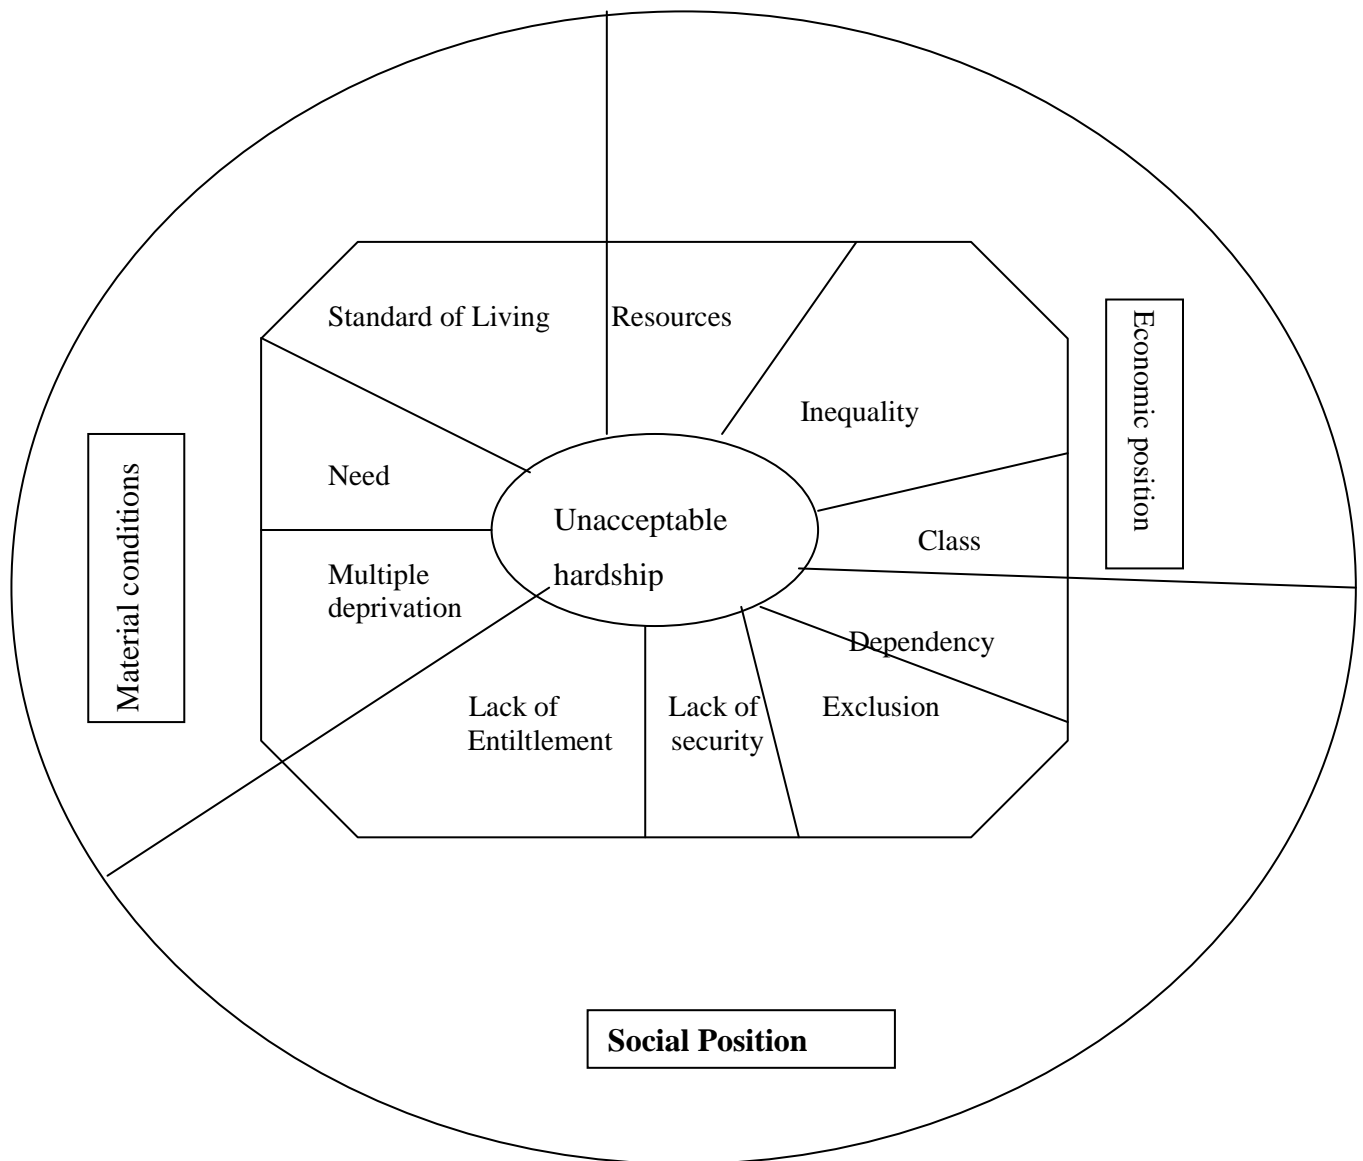 Standard of Living
Resources
Inequality
Economic position
Need
Material conditions
Unacceptable
hardship
Class
Multiple
deprivation
Dependency
Lack of
Entiltlement
Lack of
security
Exclusion
Social Position